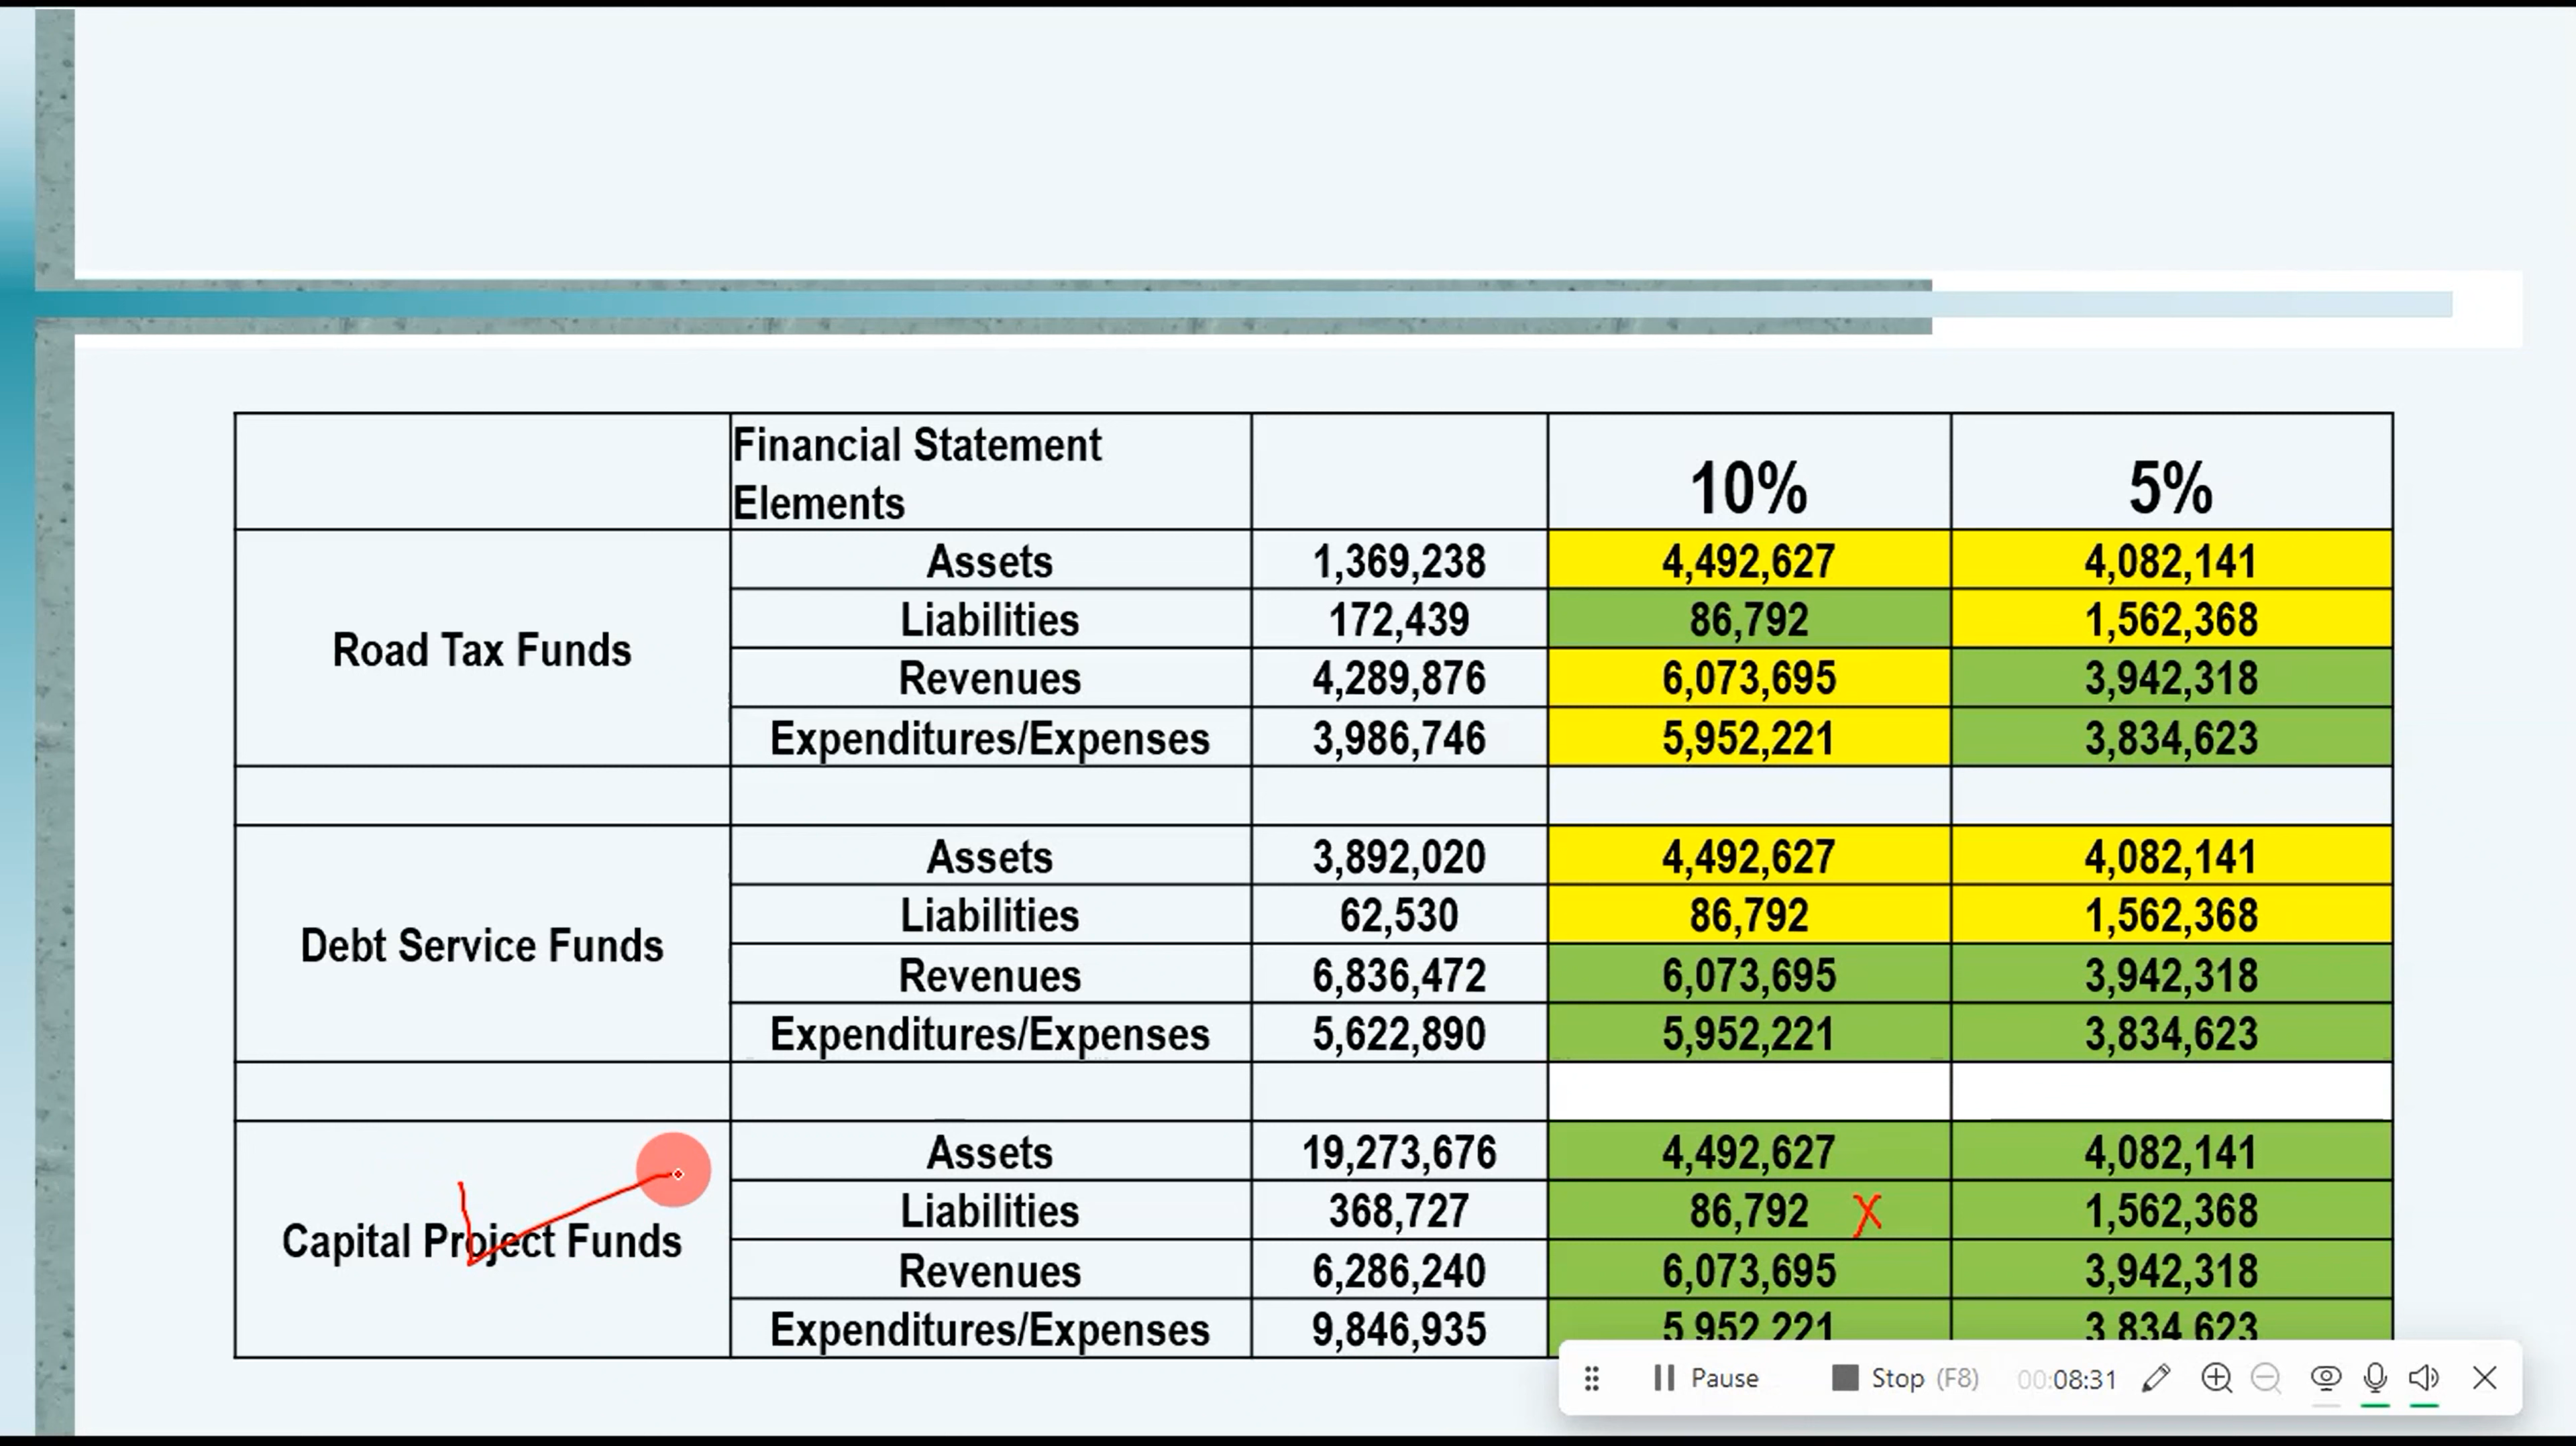 Financial Statement
Elements
10%
5%
Road Tax Funds
Assets
1,369,238
4,492,627
4,082,141
Liabilities
172,439
86,792
1,562,368
Revenues
4,289,876
6,073,695
3,942,318
Expenditures/Expenses
3,986,746
5,952,221
3,834,623
Debt Service Funds
Assets
3,892,020
4,492,627
4,082,141
Liabilities
62,530
86,792
1,562,368
Revenues
6,836,472
6,073,695
3,942,318
Expenditures/Expenses
5,622,890
5,952,221
3,834,623
Capital Project Funds
Assets
19,273,676
4,492,627
4,082,141
Liabilities
368,727
86,792 X
1,562,368
Revenues
6,286,240
6,073,695
3,942,318
Expenditures/Expenses
9,846,935
5,952,221
3,834,623
Pause
Stop (F8)
00:08:31